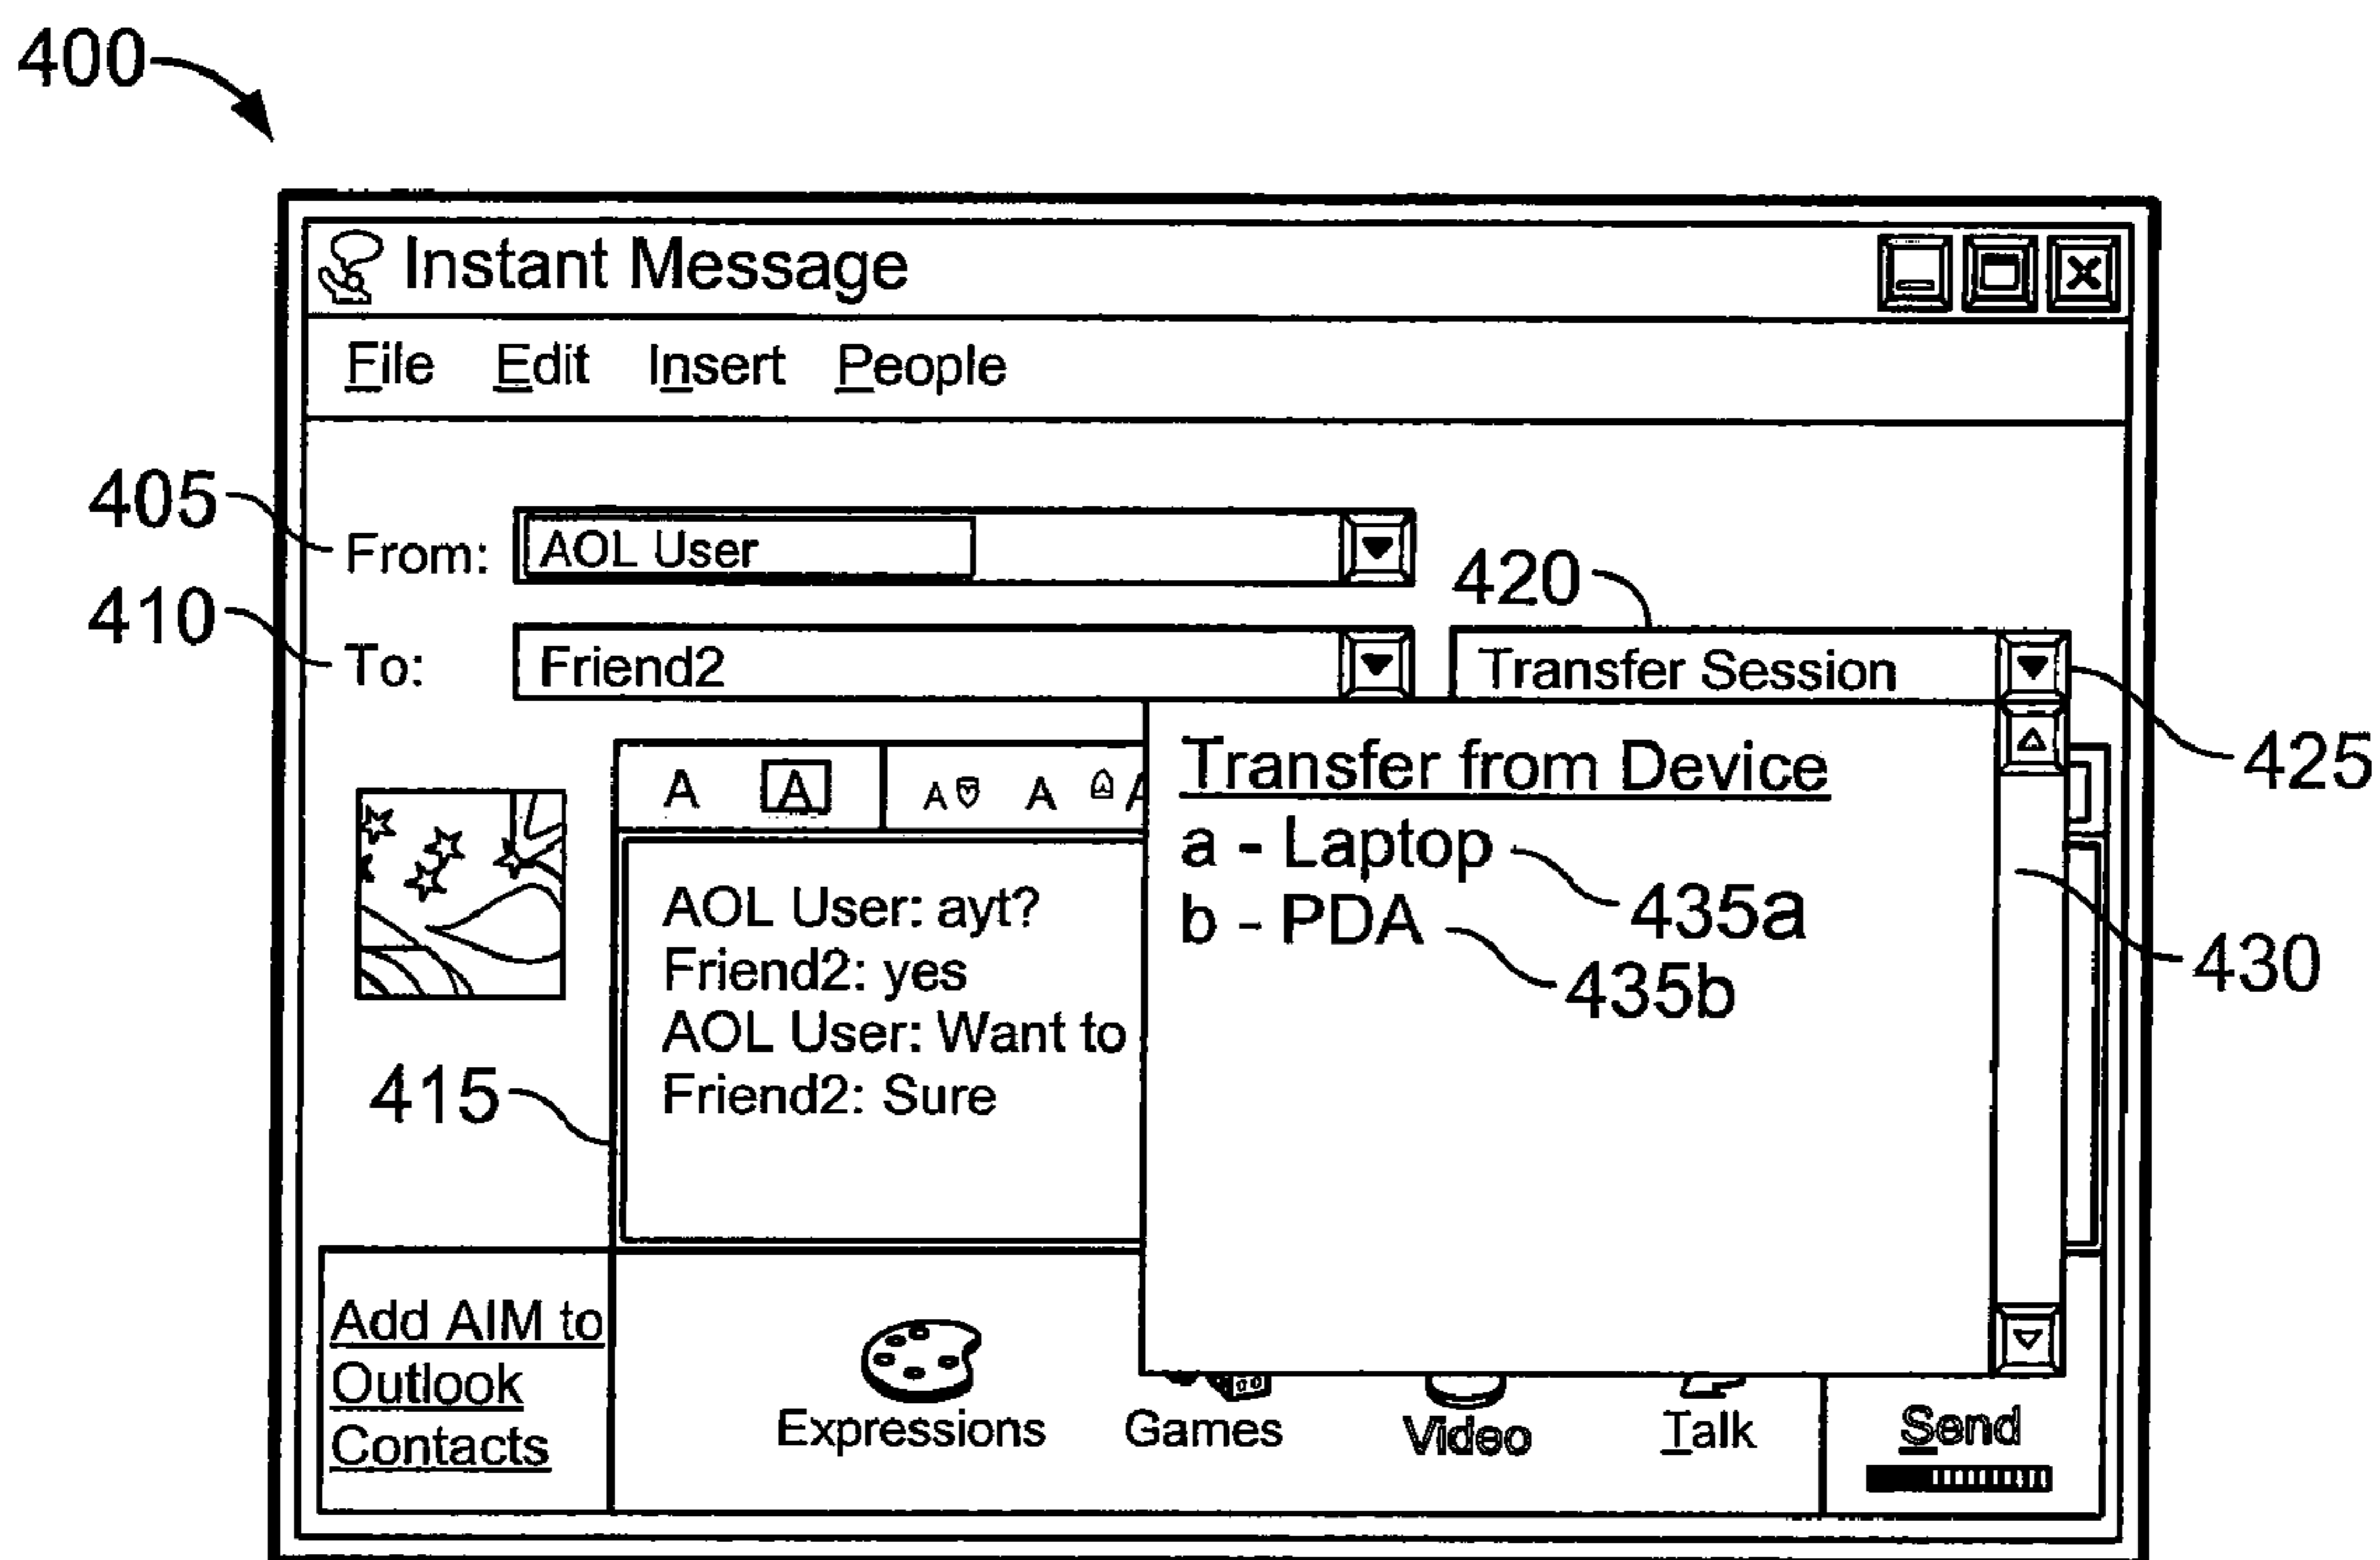 400
Instant Message
File Edit Insert People
405
From: AOL User
410
To: Friend2
420
Transfer Session
425
A A A A A
Transfer from Device
a - Laptop
435a
b - PDA
435b
430
AOL User: ayt?
Friend2: yes
AOL User: Want to
Friend2: Sure
415
Add AIM to
Outlook
Contacts
Expressions Games Video Talk Send